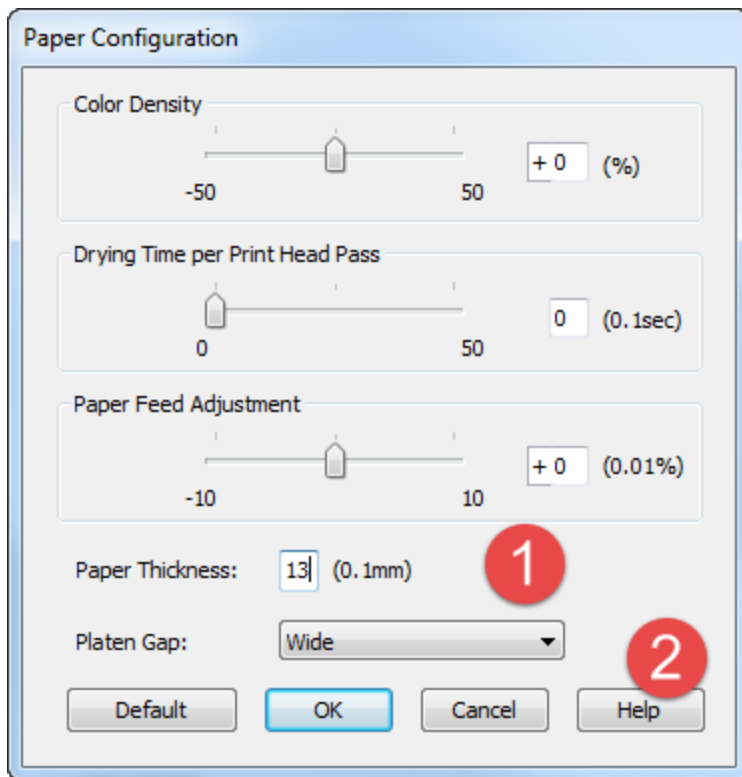 Paper Configuration
Color Density
-50 50 + 0 (%)
Drying Time per Print Head Pass
0 50 0 (0.1sec)
Paper Feed Adjustment
-10 10 + 0 (0.01%)
1
Paper Thickness: 13 (0.1mm)
Platen Gap: Wide
2
Default OK Cancel Help